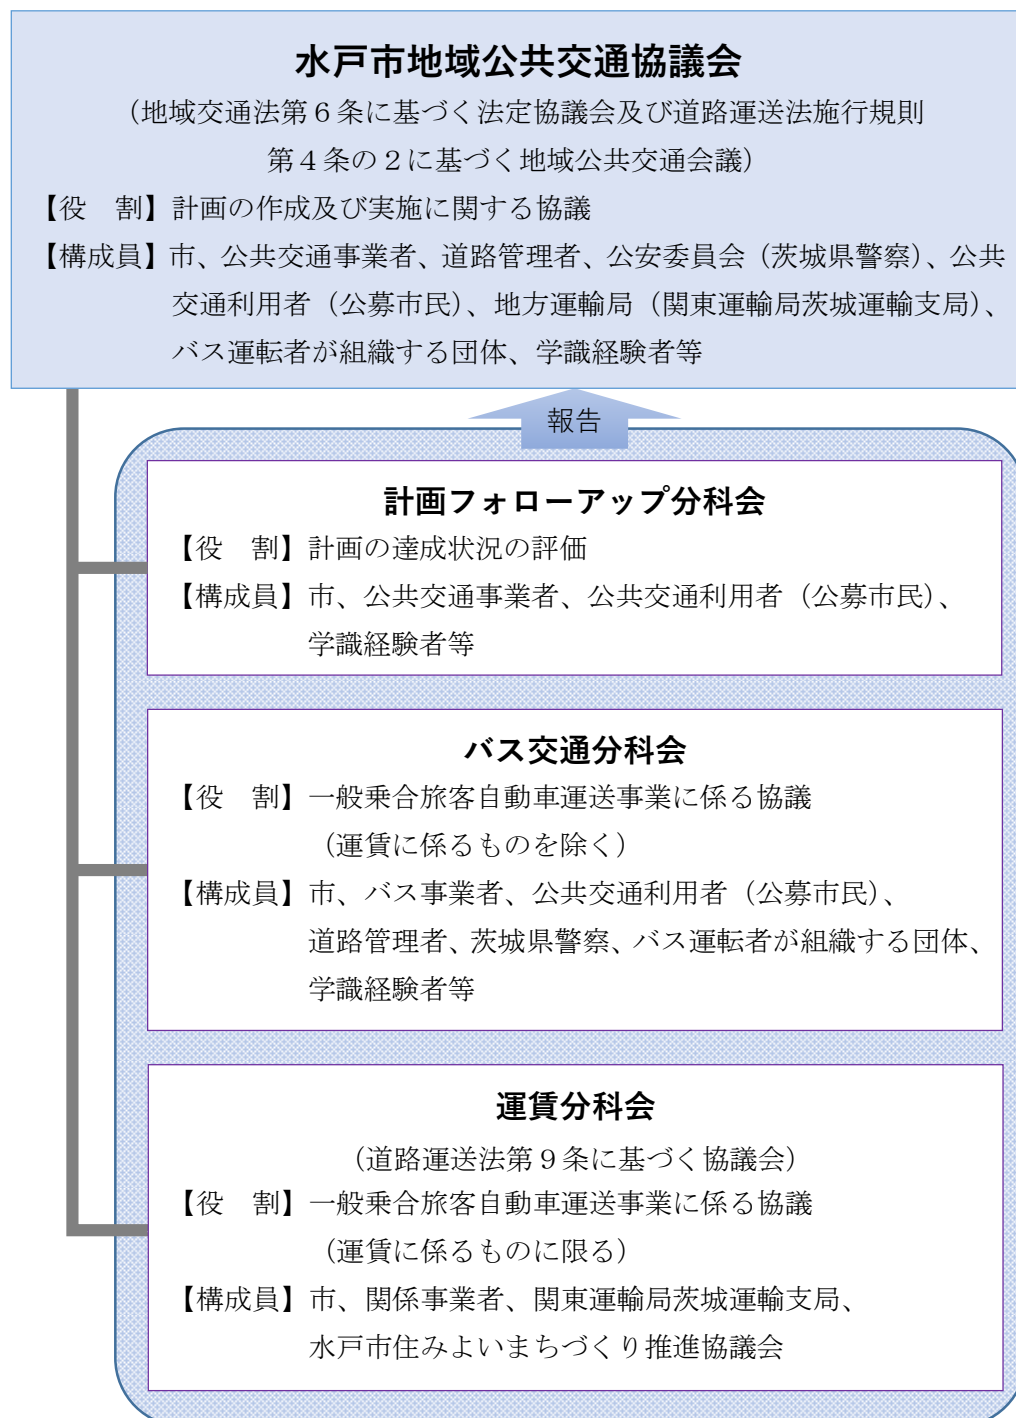 水戸市地域公共交通協議会
（地域交通法第６条に基づく法定協議会及び道路運送法施行規則
第４条の２に基づく地域公共交通会議）
【役　割】計画の作成及び実施に関する協議
【構成員】市、公共交通事業者、道路管理者、公安委員会（茨城県警察）、公共
交通利用者（公募市民）、地方運輸局（関東運輸局茨城運輸支局）、
バス運転者が組織する団体、学識経験者等
報告
計画フォローアップ分科会
【役　割】計画の達成状況の評価
【構成員】市、公共交通事業者、公共交通利用者（公募市民）、
学識経験者等
バス交通分科会
【役　割】一般乗合旅客自動車運送事業に係る協議
（運賃に係るものを除く）
【構成員】市、バス事業者、公共交通利用者（公募市民）、
道路管理者、茨城県警察、バス運転者が組織する団体、
学識経験者等
運賃分科会
（道路運送法第９条に基づく協議会）
【役　割】一般乗合旅客自動車運送事業に係る協議
（運賃に係るものに限る）
【構成員】市、関係事業者、関東運輸局茨城運輸支局、
水戸市住みよいまちづくり推進協議会